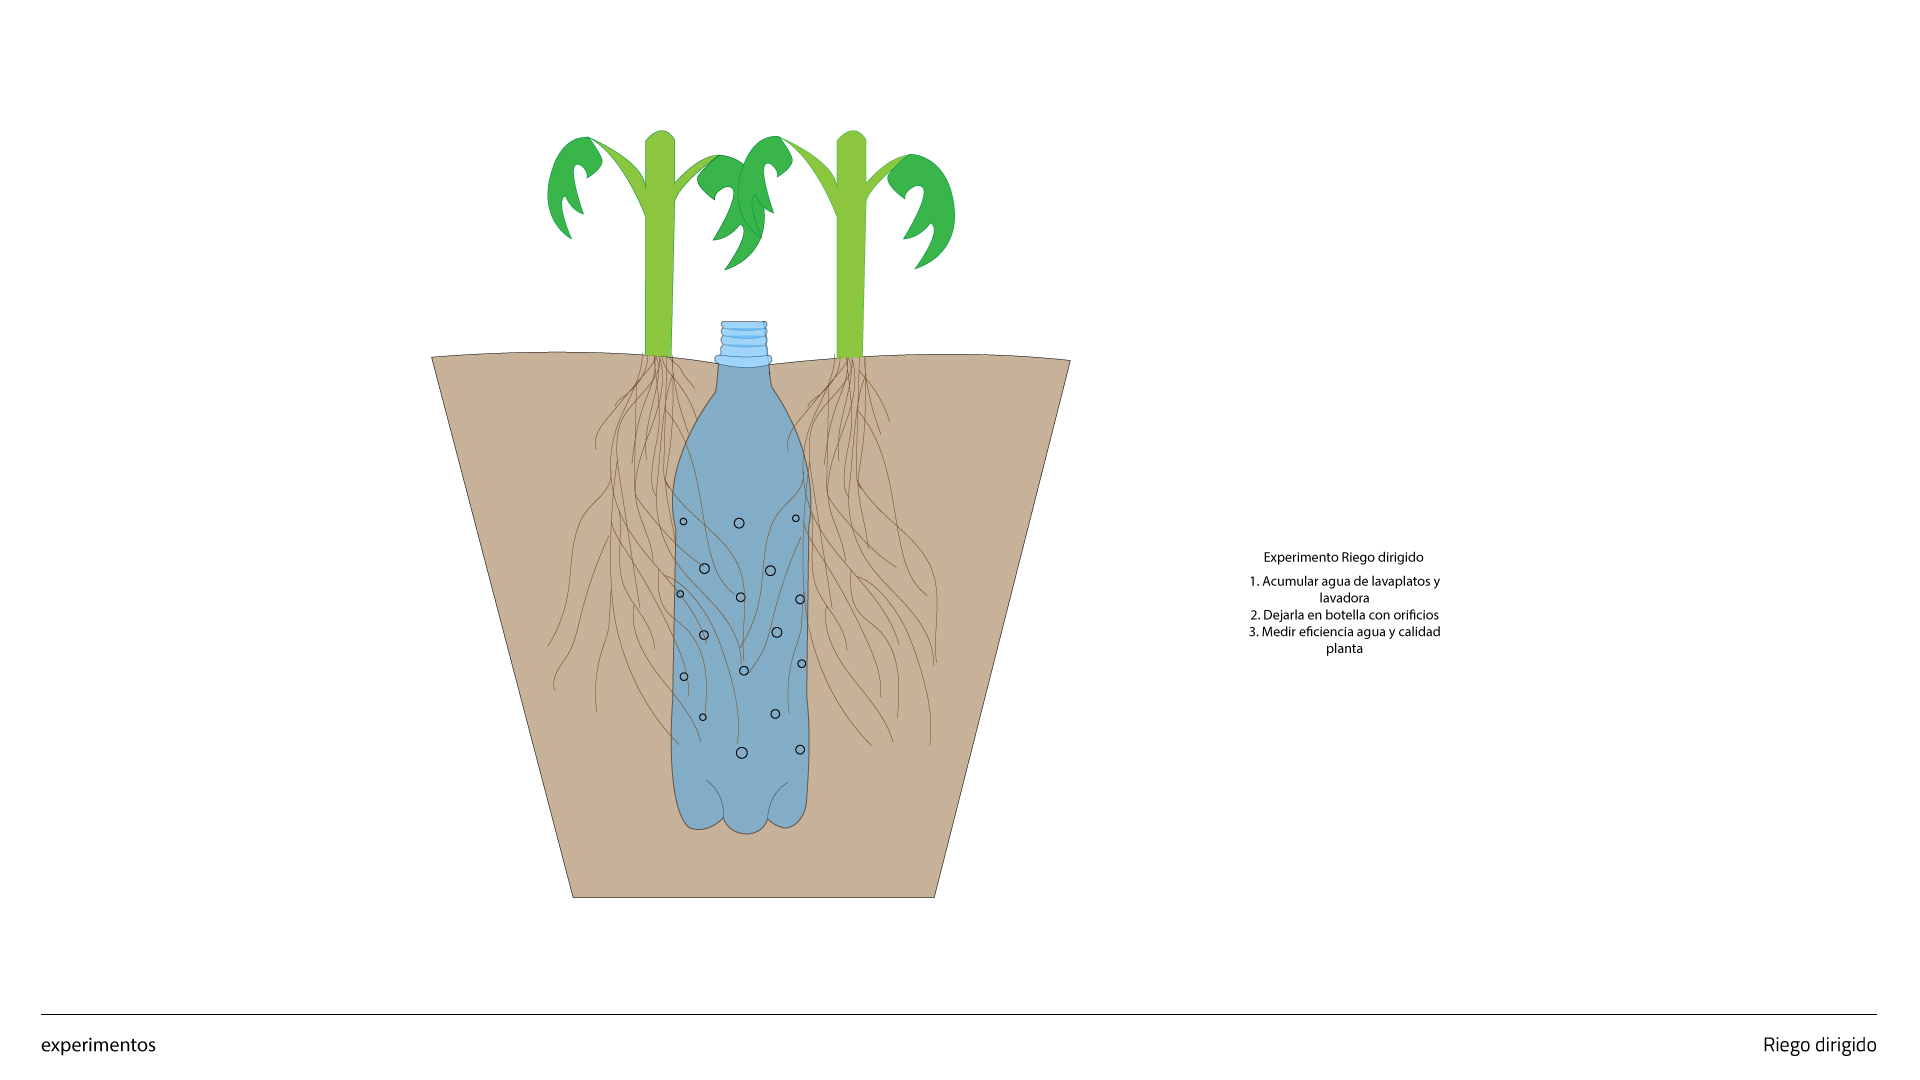 Experimento Riego dirigido
1. Acumular agua de lavaplatos y
lavadora
2. Dejarla en botella con orificios
3. Medir eficiencia agua y calidad
planta
experimentos
Riego dirigido